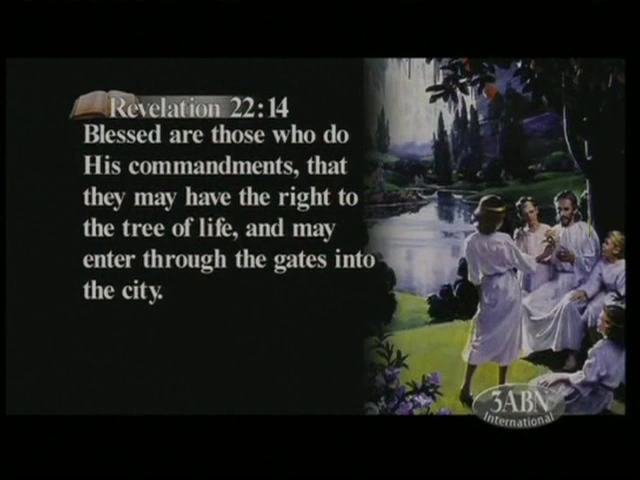 Revelation 22:14
Blessed are those who do
His commandments, that
they may have the right to
the tree of life, and may
enter through the gates into
the city.
3ABN
International